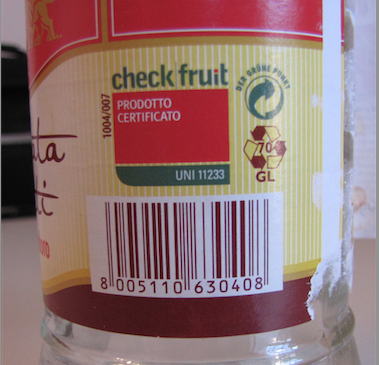 check fruit
DER GRÜNE PUNKT
1004/007
PRODOTTO
CERTIFICATO
70
GL
UNI 11233
8 005110 630408